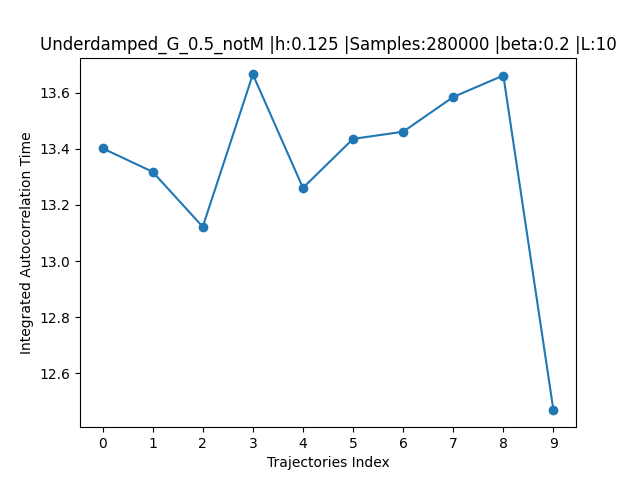 Underdamped_G_0.5_notM |h:0.125 |Samples:280000 |beta:0.2 |L:10
Integrated Autocorrelation Time
13.6
13.4
13.2
13.0
12.8
12.6
0 1 2 3 4 5 6 7 8 9
Trajectories Index